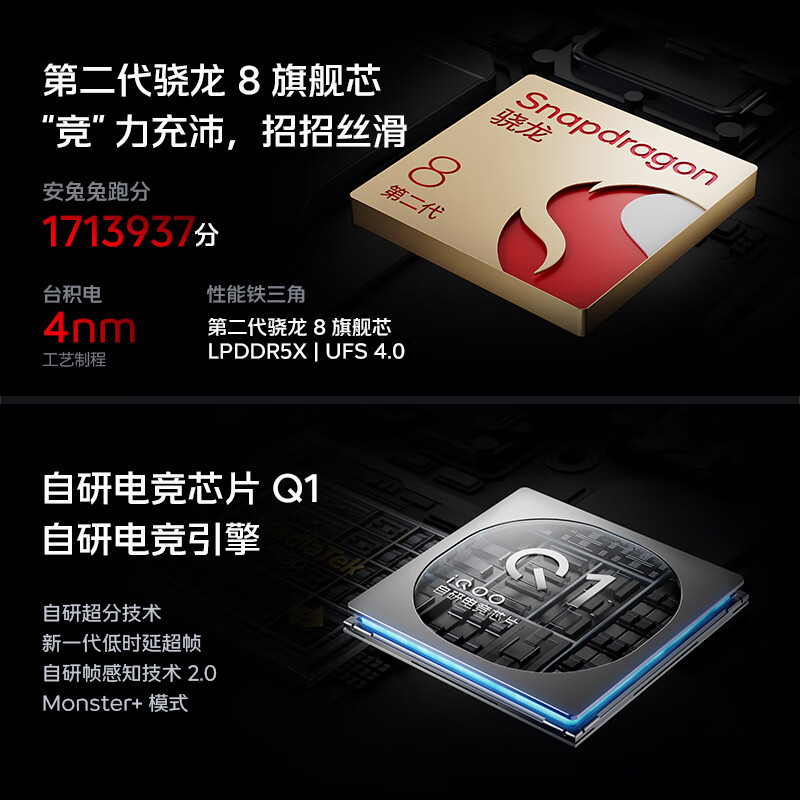 第二代骁龙 8 旗舰芯
“竞” 力充沛，招招丝滑
安兔兔跑分
1713937分
台积电
4nm
工艺制程
性能铁三角
第二代骁龙 8 旗舰芯
LPDDR5X | UFS 4.0
Snapdragon
骁龙
8
第二代
自研电竞芯片 Q1
自研电竞引擎
自研超分技术
新一代低时延超帧
自研帧感知技术 2.0
Monster+ 模式
MediaTek
Q1
iQOO
自研电竞芯片